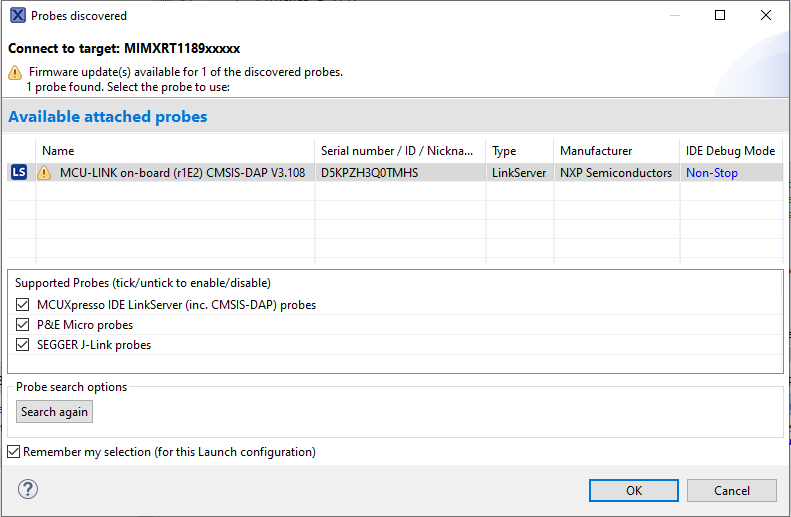 Probes discovered
Connect to target: MIMXRT1189xxxxx
Firmware update(s) available for 1 of the discovered probes.
1 probe found. Select the probe to use:
Available attached probes
Name Serial number / ID / Nickna... Type Manufacturer IDE Debug Mode
LS MCU-LINK on-board (r1E2) CMSIS-DAP V3.108 D5KPZH3Q0TMHS LinkServer NXP Semiconductors Non-Stop
Supported Probes (tick/untick to enable/disable)
MCUXpresso IDE LinkServer (inc. CMSIS-DAP) probes
P&E Micro probes
SEGGER J-Link probes
Probe search options
Search again
Remember my selection (for this Launch configuration)
? OK Cancel